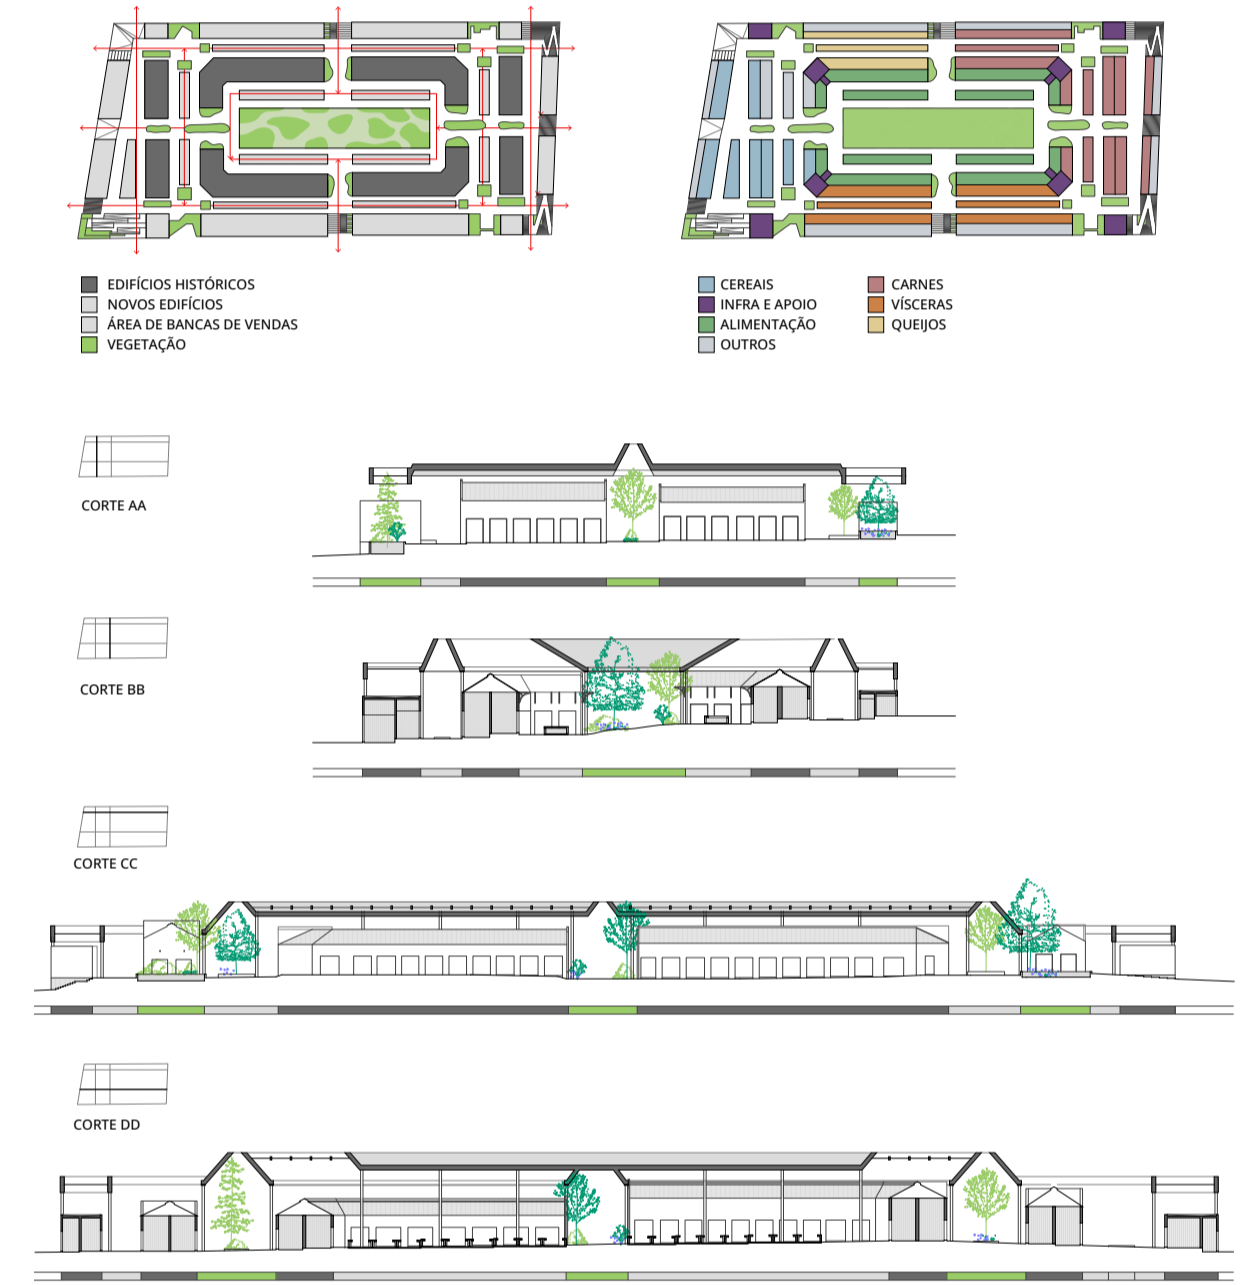 EDIFÍCIOS HISTÓRICOS
NOVOS EDIFÍCIOS
ÁREA DE BANCAS DE VENDAS
VEGETAÇÃO
CEREAIS
INFRA E APOIO
ALIMENTAÇÃO
OUTROS
CARNES
VÍSCERAS
QUEIJOS
CORTE AA
CORTE BB
CORTE CC
CORTE DD